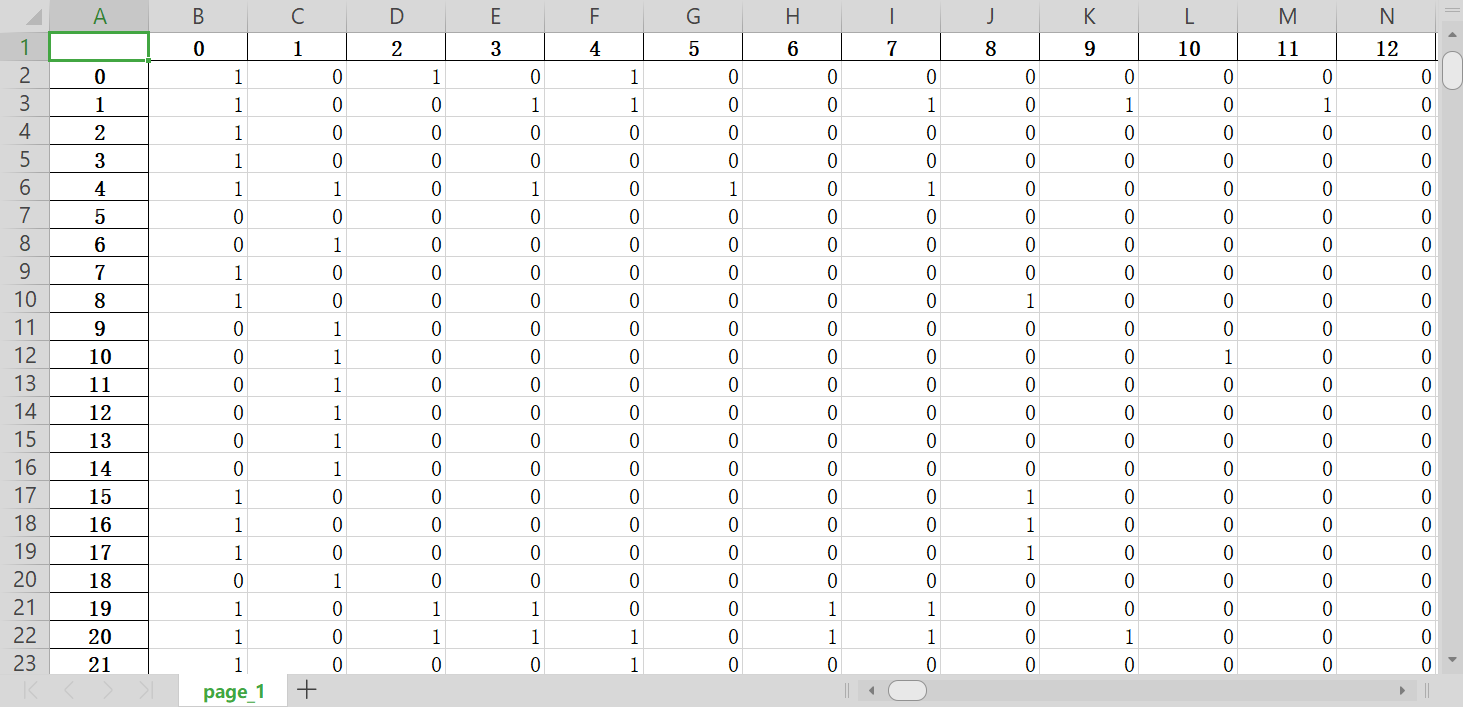 A B C D E F G H I J K L M N
1 0 1 2 3 4 5 6 7 8 9 10 11 12
2 0 1 0 1 0 1 0 0 0 0 0 0 0 0
3 1 1 0 0 1 1 0 0 1 0 1 0 1 0
4 2 1 0 0 0 0 0 0 0 0 0 0 0 0
5 3 1 0 0 0 0 0 0 0 0 0 0 0 0
6 4 1 1 0 1 0 1 0 1 0 0 0 0 0
7 5 0 0 0 0 0 0 0 0 0 0 0 0 0
8 6 0 1 0 0 0 0 0 0 0 0 0 0 0
9 7 1 0 0 0 0 0 0 0 0 0 0 0 0
10 8 1 0 0 0 0 0 0 0 1 0 0 0 0
11 9 0 1 0 0 0 0 0 0 0 0 0 0 0
12 10 0 1 0 0 0 0 0 0 0 0 1 0 0
13 11 0 1 0 0 0 0 0 0 0 0 0 0 0
14 12 0 1 0 0 0 0 0 0 0 0 0 0 0
15 13 0 1 0 0 0 0 0 0 0 0 0 0 0
16 14 0 1 0 0 0 0 0 0 0 0 0 0 0
17 15 1 0 0 0 0 0 0 0 1 0 0 0 0
18 16 1 0 0 0 0 0 0 0 1 0 0 0 0
19 17 1 0 0 0 0 0 0 0 1 0 0 0 0
20 18 0 1 0 0 0 0 0 0 0 0 0 0 0
21 19 1 0 1 1 0 0 1 1 0 0 0 0 0
22 20 1 0 1 1 1 0 1 1 0 1 0 0 0
23 21 1 0 0 0 1 0 0 0 0 0 0 0 0
page_1